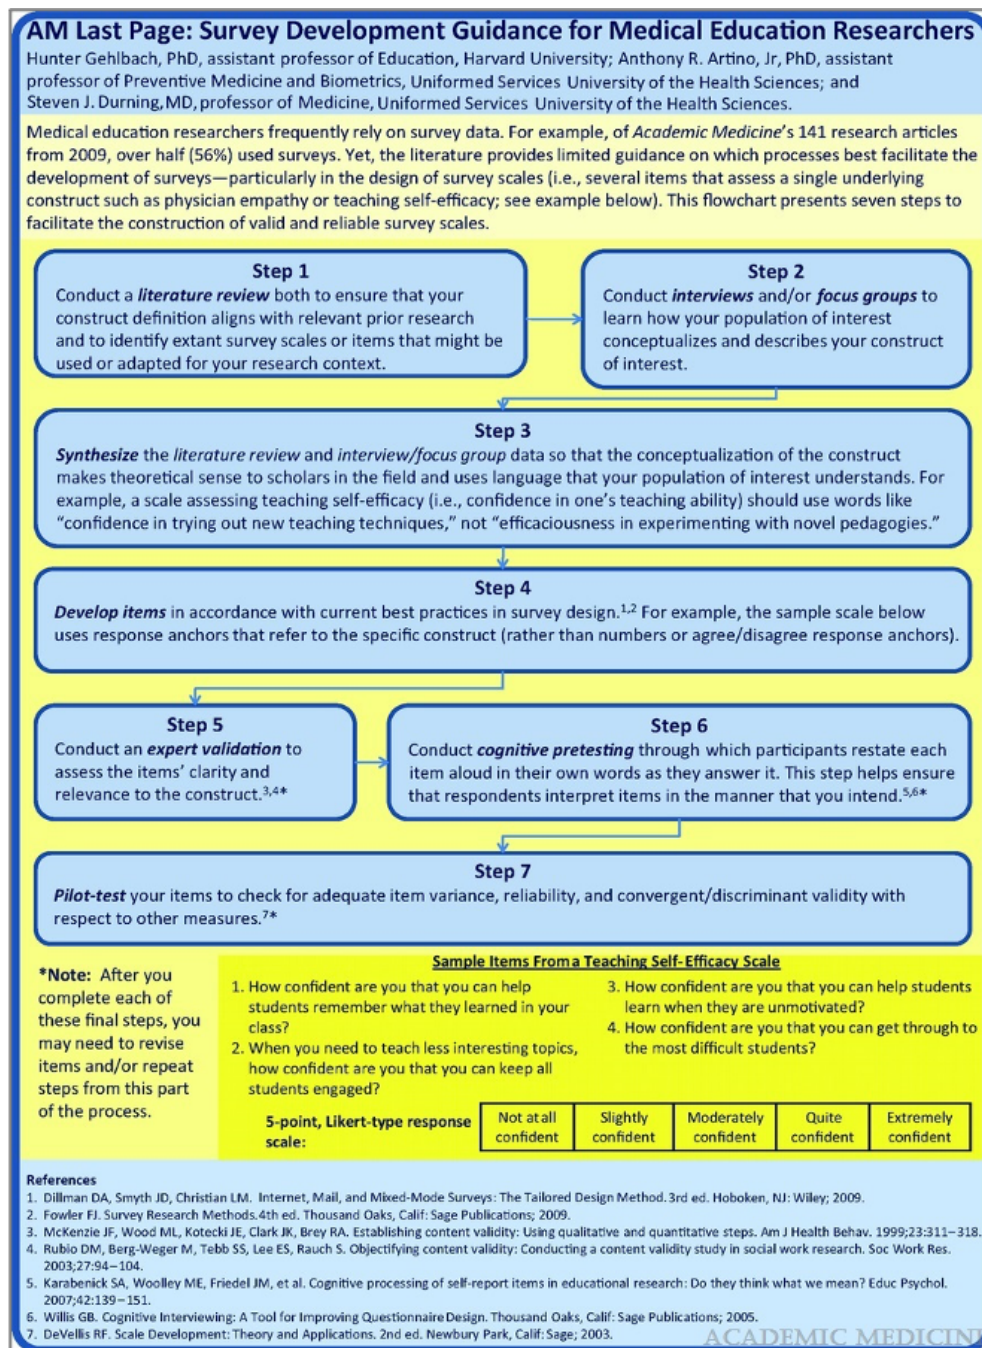 AM Last Page: Survey Development Guidance for Medical Education Researchers
Hunter Gehlbach, PhD, assistant professor of Education, Harvard University; Anthony R. Artino, Jr, PhD, assistant
professor of Preventive Medicine and Biometrics, Uniformed Services University of the Health Sciences; and
Steven J. Durning, MD, professor of Medicine, Uniformed Services University of the Health Sciences.
Medical education researchers frequently rely on survey data. For example, of Academic Medicine's 141 research articles
from 2009, over half (56%) used surveys. Yet, the literature provides limited guidance on which processes best facilitate the
development of surveys—particularly in the design of survey scales (i.e., several items that assess a single underlying
construct such as physician empathy or teaching self-efficacy; see example below). This flowchart presents seven steps to
facilitate the construction of valid and reliable survey scales.
Step 1
Conduct a literature review both to ensure that your
construct definition aligns with relevant prior research
and to identify extant survey scales or items that might be
used or adapted for your research context.
Step 2
Conduct interviews and/or focus groups to
learn how your population of interest
conceptualizes and describes your construct
of interest.
Step 3
Synthesize the literature review and interview/focus group data so that the conceptualization of the construct
makes theoretical sense to scholars in the field and uses language that your population of interest understands. For
example, a scale assessing teaching self-efficacy (i.e., confidence in one's teaching ability) should use words like
"confidence in trying out new teaching techniques," not "efficaciousness in experimenting with novel pedagogies."
Step 4
Develop items in accordance with current best practices in survey design.1,2 For example, the sample scale below
uses response anchors that refer to the specific construct (rather than numbers or agree/disagree response anchors).
Step 5
Conduct an expert validation to
assess the items' clarity and
relevance to the construct.3,4*
Step 6
Conduct cognitive pretesting through which participants restate each
item aloud in their own words as they answer it. This step helps ensure
that respondents interpret items in the manner that you intend.5,6*
Step 7
Pilot-test your items to check for adequate item variance, reliability, and convergent/discriminant validity with
respect to other measures.7*
*Note: After you
complete each of
these final steps, you
may need to revise
items and/or repeat
steps from this part
of the process.
Sample Items From a Teaching Self-Efficacy Scale
1. How confident are you that you can help
students remember what they learned in your
class?
2. When you need to teach less interesting topics,
how confident are you that you can keep all
students engaged?
3. How confident are you that you can help students
learn when they are unmotivated?
4. How confident are you that you can get through to
the most difficult students?
5-point, Likert-type response
scale:
Not at all
confident
Slightly
confident
Moderately
confident
Quite
confident
Extremely
confident
References
1. Dillman DA, Smyth JD, Christian LM. Internet, Mail, and Mixed-Mode Surveys: The Tailored Design Method. 3rd ed. Hoboken, NJ: Wiley; 2009.
2. Fowler FJ. Survey Research Methods. 4th ed. Thousand Oaks, Calif: Sage Publications; 2009.
3. McKenzie JF, Wood ML, Kotecki JE, Clark JK, Brey RA. Establishing content validity: Using qualitative and quantitative steps. Am J Health Behav. 1999;23:311–318.
4. Rubio DM, Berg-Weger M, Tebb SS, Lee ES, Rauch S. Objectifying content validity: Conducting a content validity study in social work research. Soc Work Res.
2003;27:94–104.
5. Karabenick SA, Woolley ME, Friedel JM, et al. Cognitive processing of self-report items in educational research: Do they think what we mean? Educ Psychol.
2007;42:139–151.
6. Willis GB. Cognitive Interviewing: A Tool for Improving Questionnaire Design. Thousand Oaks, Calif: Sage Publications; 2005.
7. DeVellis RF. Scale Development: Theory and Applications. 2nd ed. Newbury Park, Calif: Sage; 2003.
ACADEMIC MEDICINE